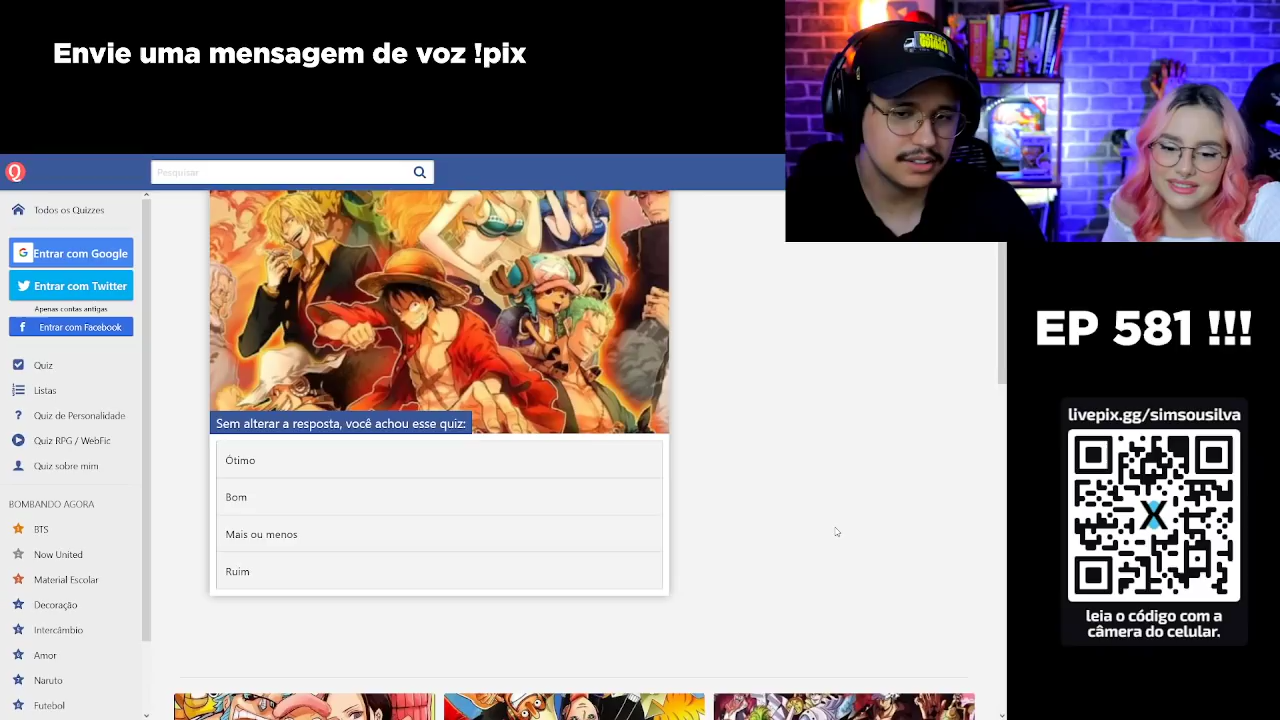 Envie uma mensagem de voz !pix
Q
Pesquisar
Todos os Quizzes
G Entrar com Google
Entrar com Twitter
Apenas contas antigas
f Entrar com Facebook
Quiz
Listas
? Quiz de Personalidade
Quiz RPG / WebFic
Quiz sobre mim
BOMBANDO AGORA
BTS
Now United
Material Escolar
Decoração
Intercâmbio
Amor
Naruto
Futebol
Sem alterar a resposta, você achou esse quiz:
Ótimo
Bom
Mais ou menos
Ruim
EP 581 !!!
livepix.gg/simsousilva
X
leia o código com a
câmera do celular.